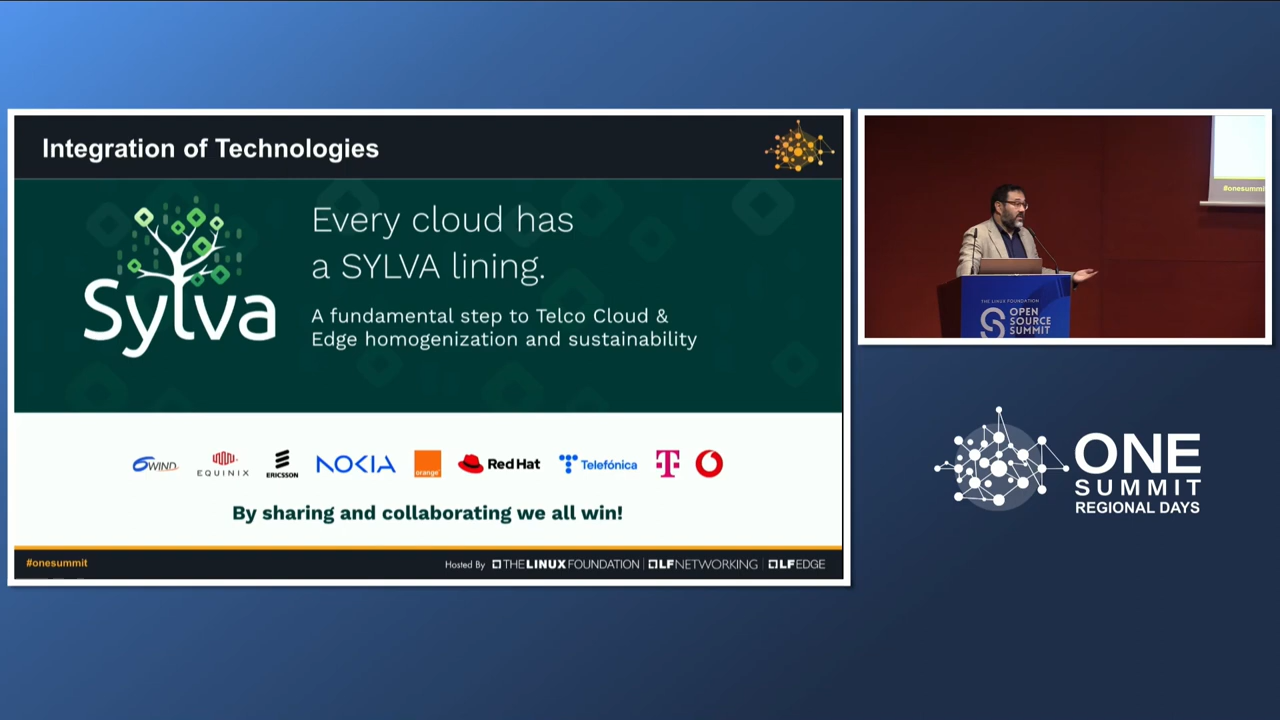 Integration of Technologies
Sylva
Every cloud has
a SYLVA lining.
A fundamental step to Telco Cloud &
Edge homogenization and sustainability
6WIND
EQUINIX
ERICSSON
NOKIA
orange
Red Hat
Telefónica
T
By sharing and collaborating we all win!
#onesummit
Hosted By THE LINUX FOUNDATION | LF NETWORKING | LF EDGE
#onesummit
THE LINUX FOUNDATION
OPEN
SOURCE
SUMMIT
ONE
SUMMIT
REGIONAL DAYS